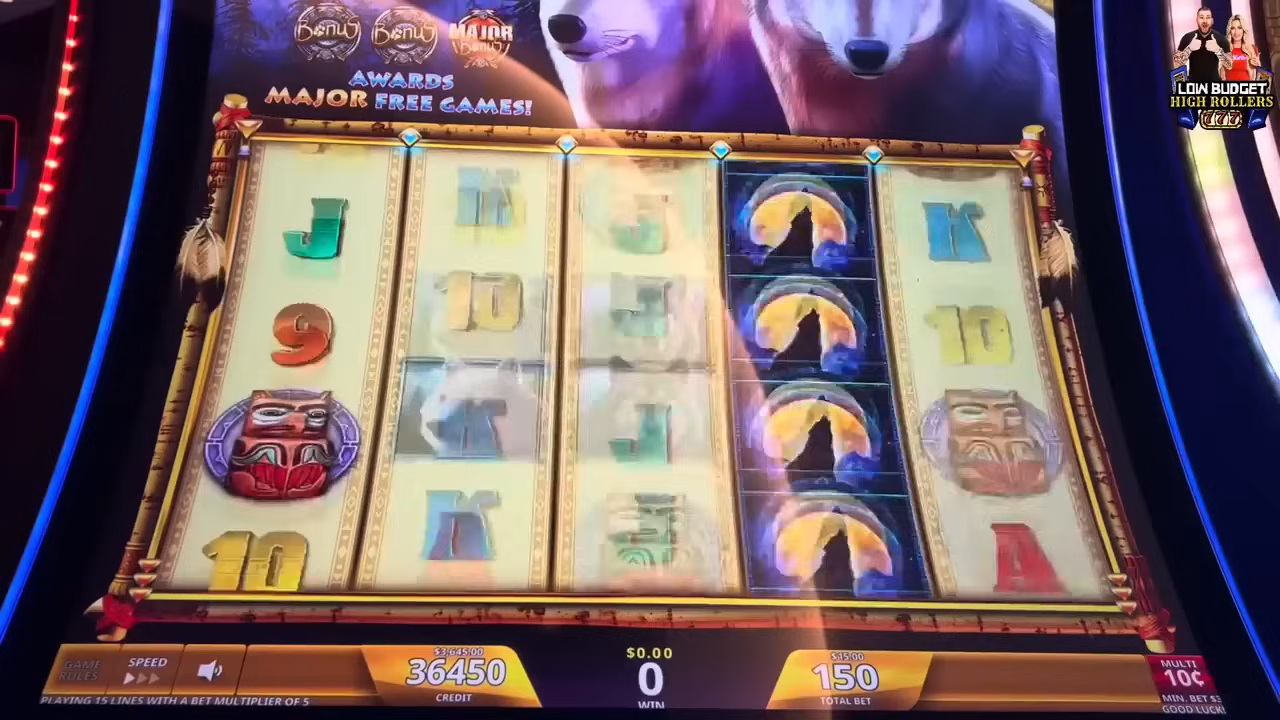 BONUS BONUS MAJOR BONUS
AWARDS
MAJOR FREE GAMES!
LOW BUDGET
HIGH ROLLERS
777
J K J K
9 10 J 10
K J
10 K A
GAME RULES
SPEED
$3,645.00
36450
CREDIT
$0.00
0
WIN
$15.00
150
TOTAL BET
MULTI
10¢
MIN. BET
GOOD LUCK!
PLAYING 15 LINES WITH A BET MULTIPLIER OF 5